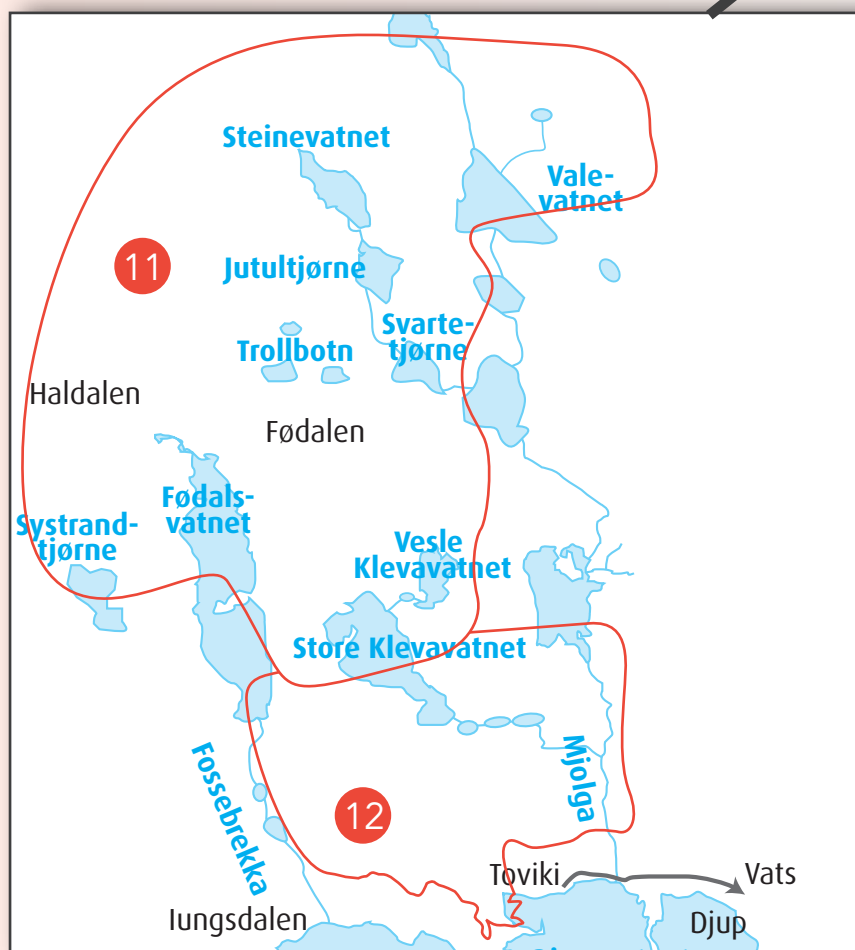 Steinevatnet
Vale-
vatnet
11
Jutultjørne
Svarte-
tjørne
Trollbotn
Haldalen
Fødalen
Fødals-
vatnet
Systrand-
tjørne
Vesle
Klevavatnet
Store Klevavatnet
Fossebrekka
Mjolga
12
Toviki
Vats
Iungsdalen
Djup